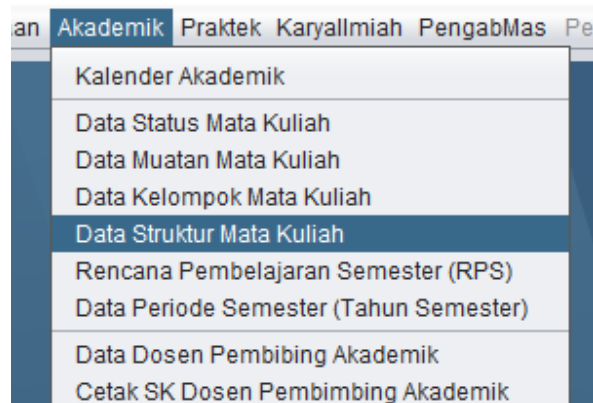 an Akademik Praktek KaryaIlmiah PengabMas Pe
Kalender Akademik
Data Status Mata Kuliah
Data Muatan Mata Kuliah
Data Kelompok Mata Kuliah
Data Struktur Mata Kuliah
Rencana Pembelajaran Semester (RPS)
Data Periode Semester (Tahun Semester)
Data Dosen Pembibing Akademik
Cetak SK Dosen Pembimbing Akademik